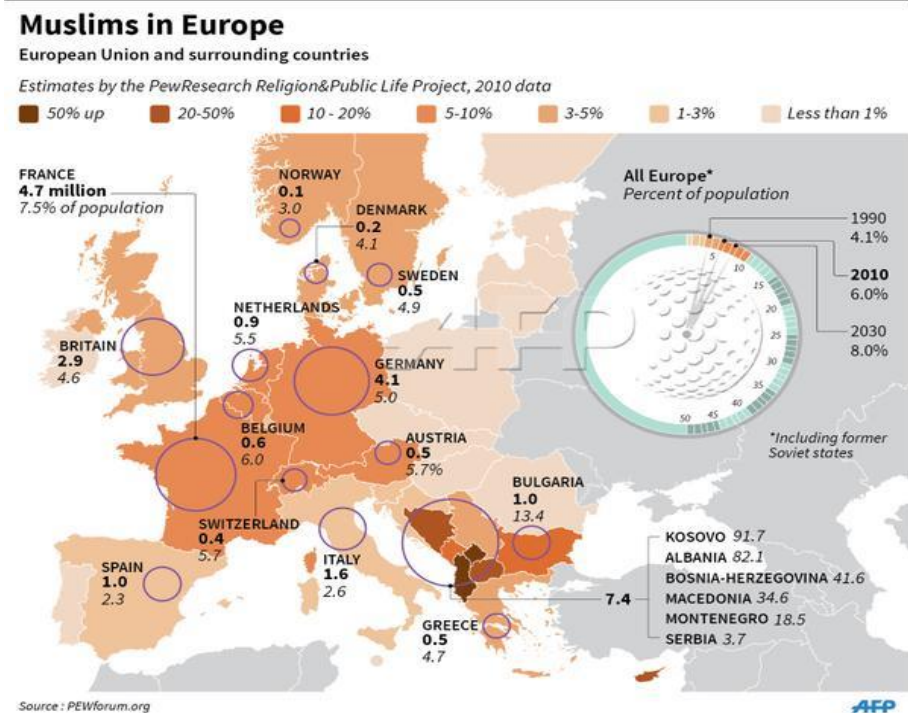 Muslims in Europe
European Union and surrounding countries
Estimates by the PewResearch Religion&Public Life Project, 2010 data
50% up
20-50%
10 - 20%
5-10%
3-5%
1-3%
Less than 1%
FRANCE
4.7 million
7.5% of population
NORWAY
0.1
3.0
DENMARK
0.2
4.1
SWEDEN
0.5
4.9
NETHERLANDS
0.9
5.5
BRITAIN
2.9
4.6
GERMANY
4.1
5.0
BELGIUM
0.6
6.0
AUSTRIA
0.5
5.7%
SWITZERLAND
0.4
5.7
BULGARIA
1.0
13.4
ITALY
1.6
2.6
SPAIN
1.0
2.3
GREECE
0.5
4.7
7.4
KOSOVO 91.7
ALBANIA 82.1
BOSNIA-HERZEGOVINA 41.6
MACEDONIA 34.6
MONTENEGRO 18.5
SERBIA 3.7
All Europe*
Percent of population
1990
4.1%
2010
6.0%
2030
8.0%
5
10
15
20
25
30
35
40
45
50
*Including former
Soviet states
AFP
Source : PEWforum.org
AFP